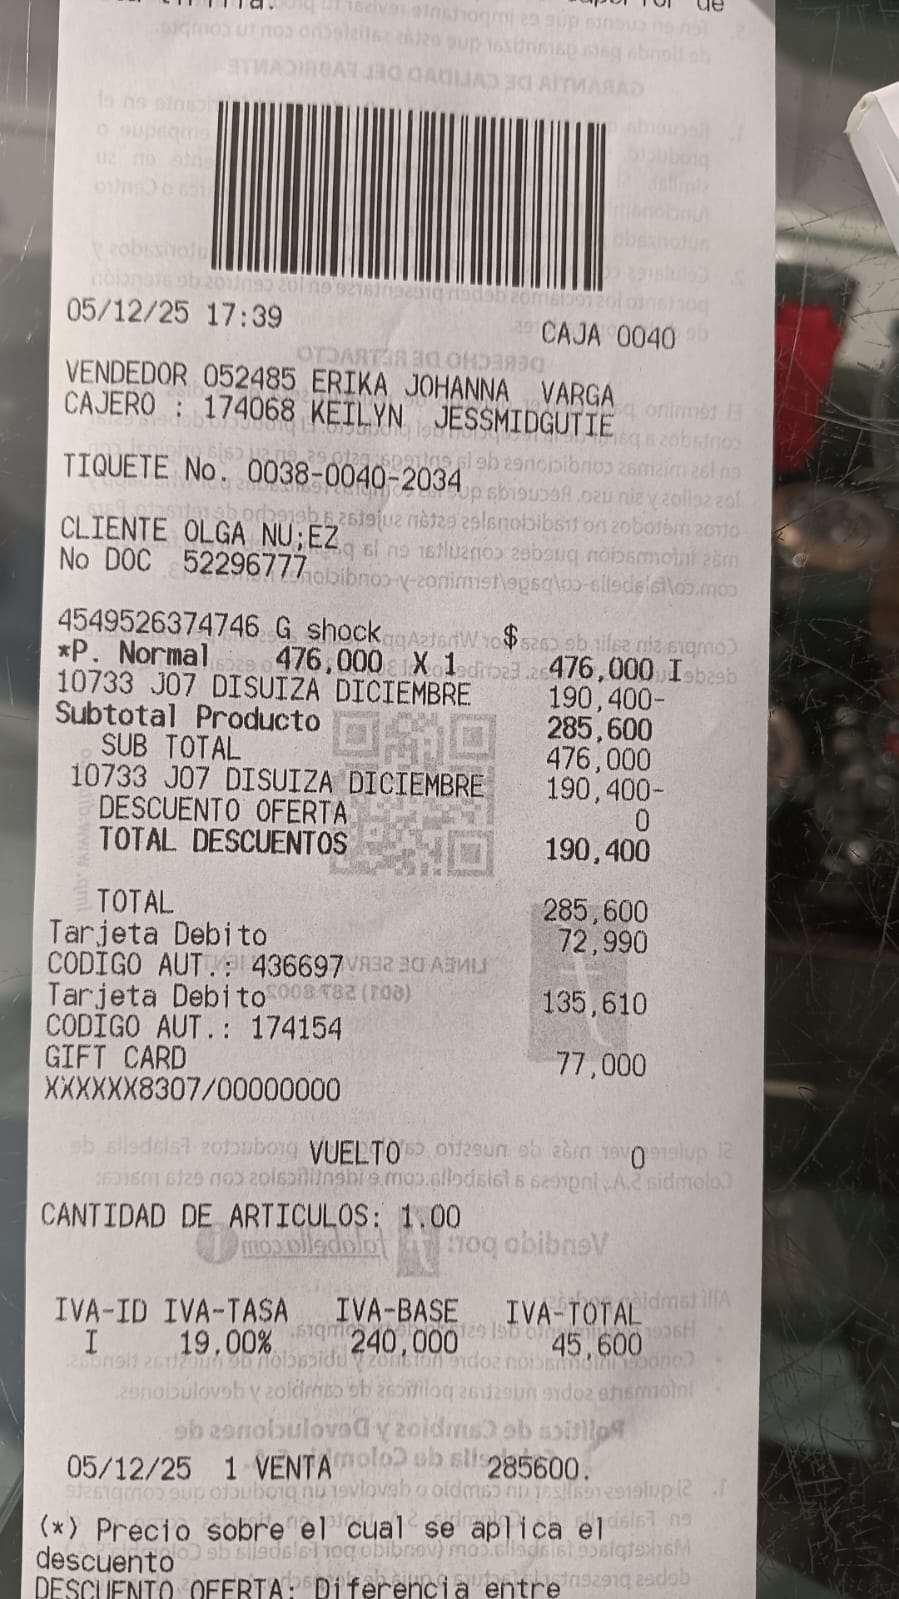 05/12/25 17:39 CAJA 0040
VENDEDOR 052485 ERIKA JOHANNA VARGA
CAJERO : 174068 KEILYN JESSMIDGUTIE
TIQUETE No. 0038-0040-2034
CLIENTE OLGA NU;EZ
No DOC 52296777
4549526374746 G shock $
*P. Normal 476,000 X 1 476,000 I
10733 J07 DISUIZA DICIEMBRE 190,400-
Subtotal Producto 285,600
SUB TOTAL 476,000
10733 J07 DISUIZA DICIEMBRE 190,400-
DESCUENTO OFERTA 0
TOTAL DESCUENTOS 190,400
TOTAL 285,600
Tarjeta Debito 72,990
CODIGO AUT.: 436697
Tarjeta Debito 135,610
CODIGO AUT.: 174154
GIFT CARD 77,000
XXXXXX8307/00000000
VUELTO 0
CANTIDAD DE ARTICULOS: 1.00
IVA-ID IVA-TASA IVA-BASE IVA-TOTAL
I 19.00% 240,000 45,600
05/12/25 1 VENTA 285600.
(*) Precio sobre el cual se aplica el
descuento
DESCUENTO OFERTA: Diferencia entre